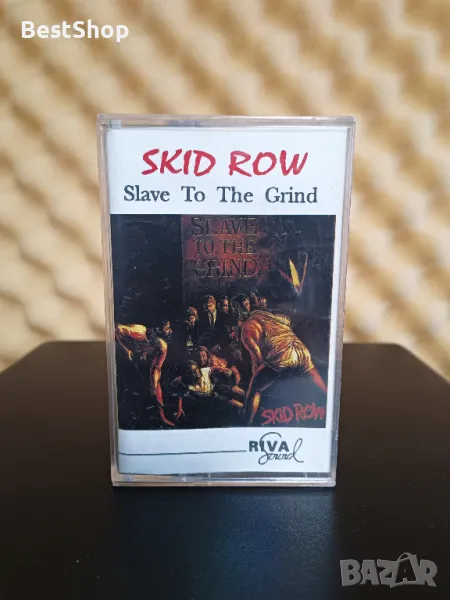 BestShop
SKID ROW
Slave To The Grind
SLAVE
TO THE
GRIND
SKID ROW
RIVA
Sound
BAZAR